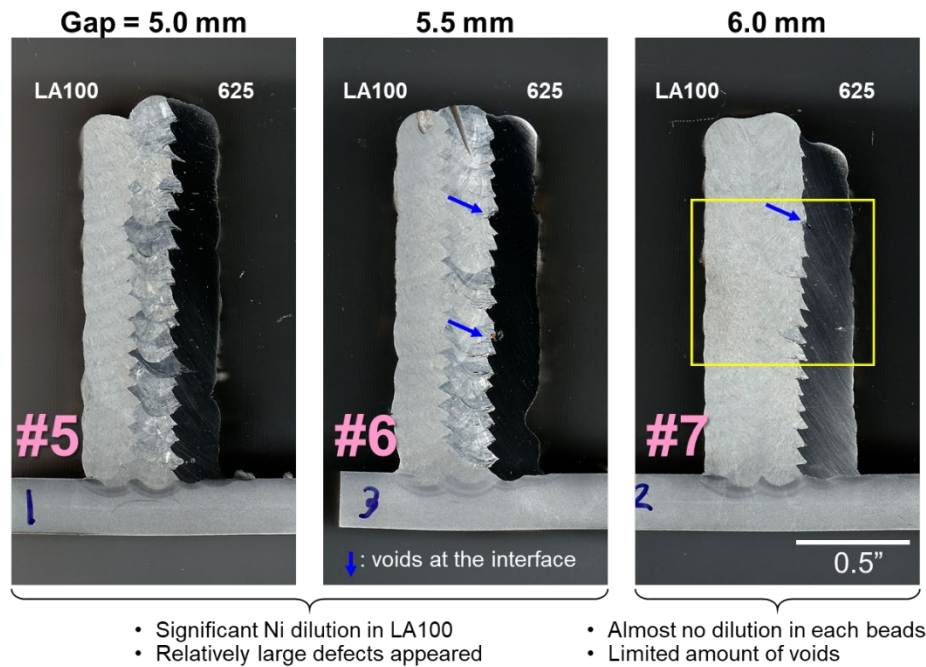 Gap = 5.0 mm
5.5 mm
6.0 mm
LA100 625
LA100 625
LA100 625
#5
#6
#7
1
3
2
: voids at the interface
0.5”
• Significant Ni dilution in LA100
• Relatively large defects appeared
• Almost no dilution in each beads
• Limited amount of voids